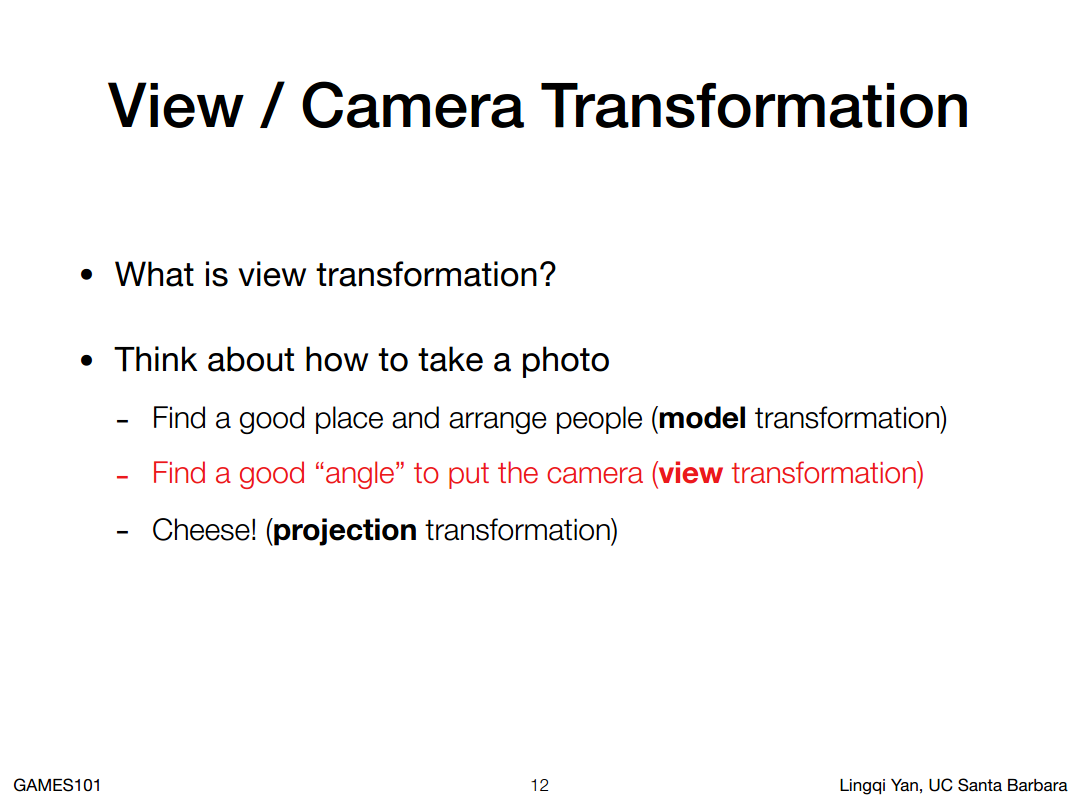 View / Camera Transformation
• What is view transformation?
• Think about how to take a photo
- Find a good place and arrange people (model transformation)
- Find a good “angle” to put the camera (view transformation)
- Cheese! (projection transformation)
GAMES101
12
Lingqi Yan, UC Santa Barbara